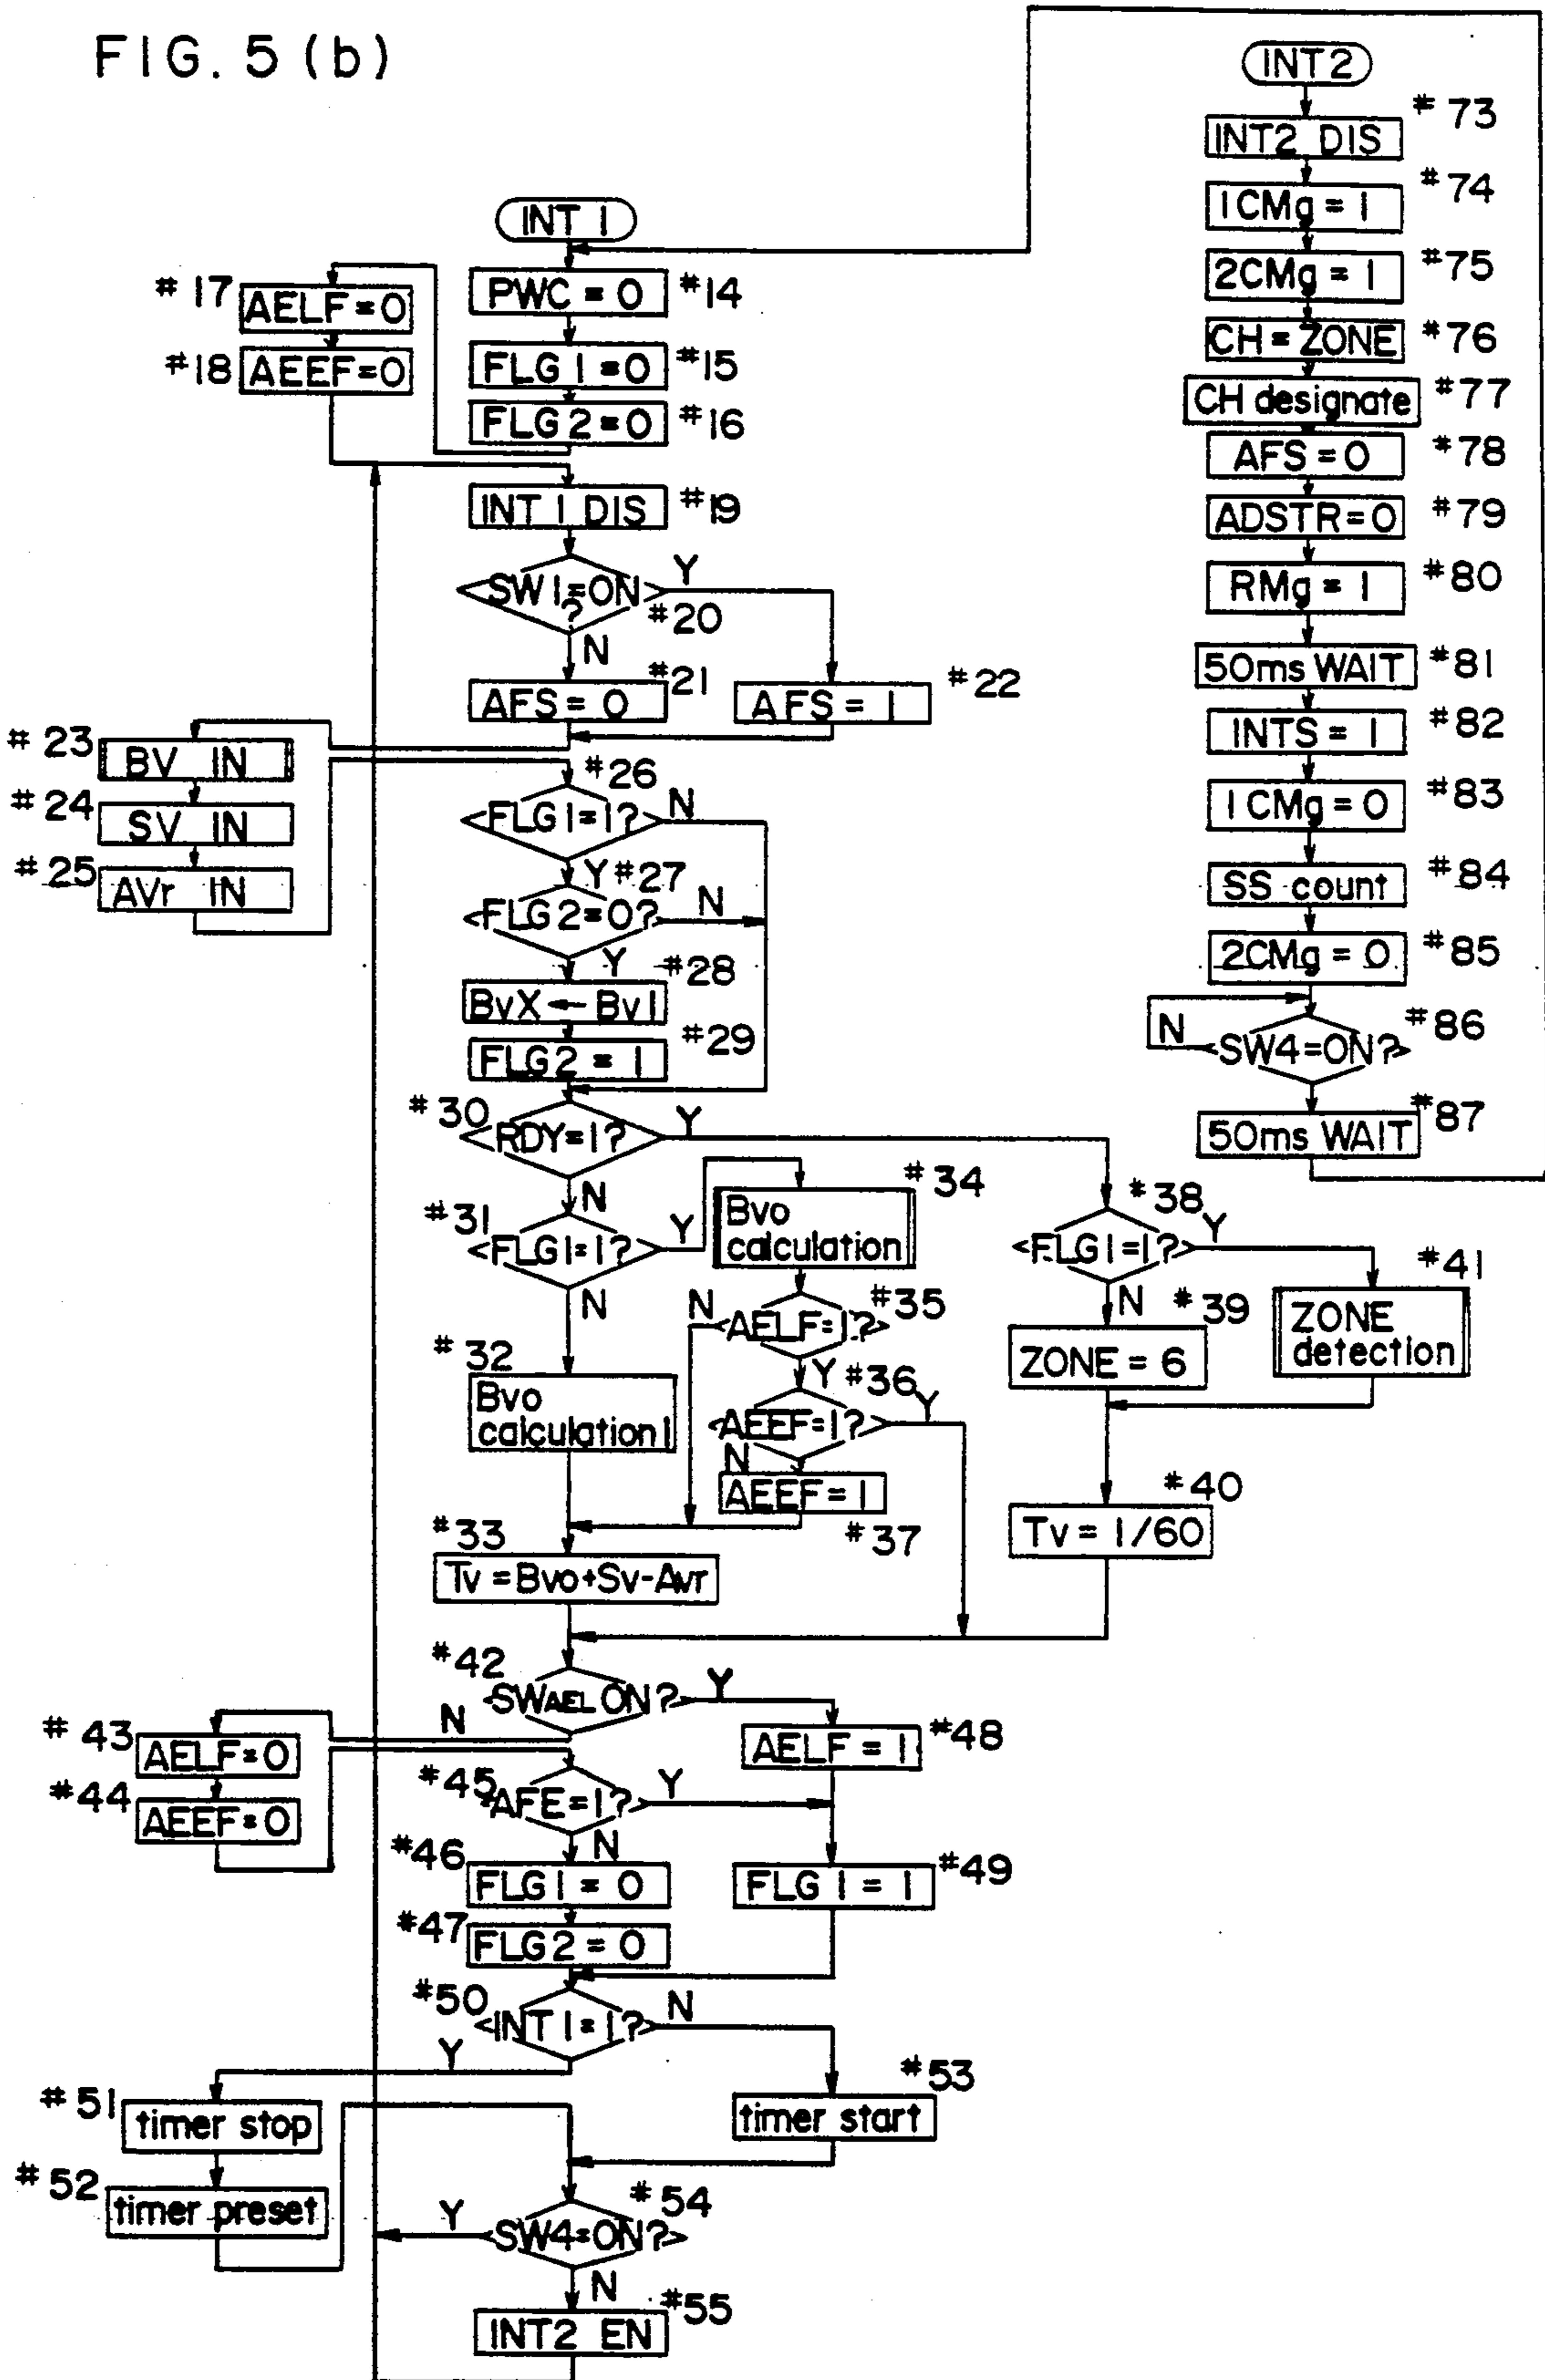 FIG. 5 (b)
INT 1
PWC = 0 #14
FLG 1 = 0 #15
FLG 2 = 0 #16
#17 AELF = 0
#18 AEEF = 0
INT 1 DIS #19
SW 1 = ON ? #20
Y
N
AFS = 0 #21
AFS = 1 #22
#23 BV IN
#24 SV IN
#25 AVr IN
#26 FLG 1 = 1 ?
N
Y
#27 FLG 2 = 0 ?
N
Y
#28 BvX ← Bv1
#29 FLG 2 = 1
#30 RDY = 1 ?
Y
N
#31 FLG 1 = 1 ?
Y
N
#32 Bvo
calculation1
#33 Tv = Bvo + Sv - Avr
#34 Bvo
calculation
#35 AELF = 1 ?
N
Y
#36 AEEF = 1 ?
Y
N
AEEF = 1 #37
#38 FLG 1 = 1 ?
Y
N
#39 ZONE = 6
#40 Tv = 1/60
#41 ZONE
detection
#42 SWAEL ON ?
Y
N
#43 AELF = 0
#44 AEEF = 0
#45 AFE = 1 ?
Y
N
#46 FLG 1 = 0
#47 FLG 2 = 0
AELF = 1 #48
FLG 1 = 1 #49
#50 INT 1 = 1 ?
N
Y
#51 timer stop
#52 timer preset
#53 timer start
#54 SW4 = ON ?
Y
N
#55 INT2 EN
INT2
#73 INT2 DIS
#74 1CMg = 1
2CMg = 1 #75
CH = ZONE #76
CH designate #77
AFS = 0 #78
ADSTR = 0 #79
RMg = 1 #80
50ms WAIT #81
INTS = 1 #82
1CMg = 0 #83
SS count #84
2CMg = 0 #85
SW4 = ON ? #86
N
50ms WAIT #87